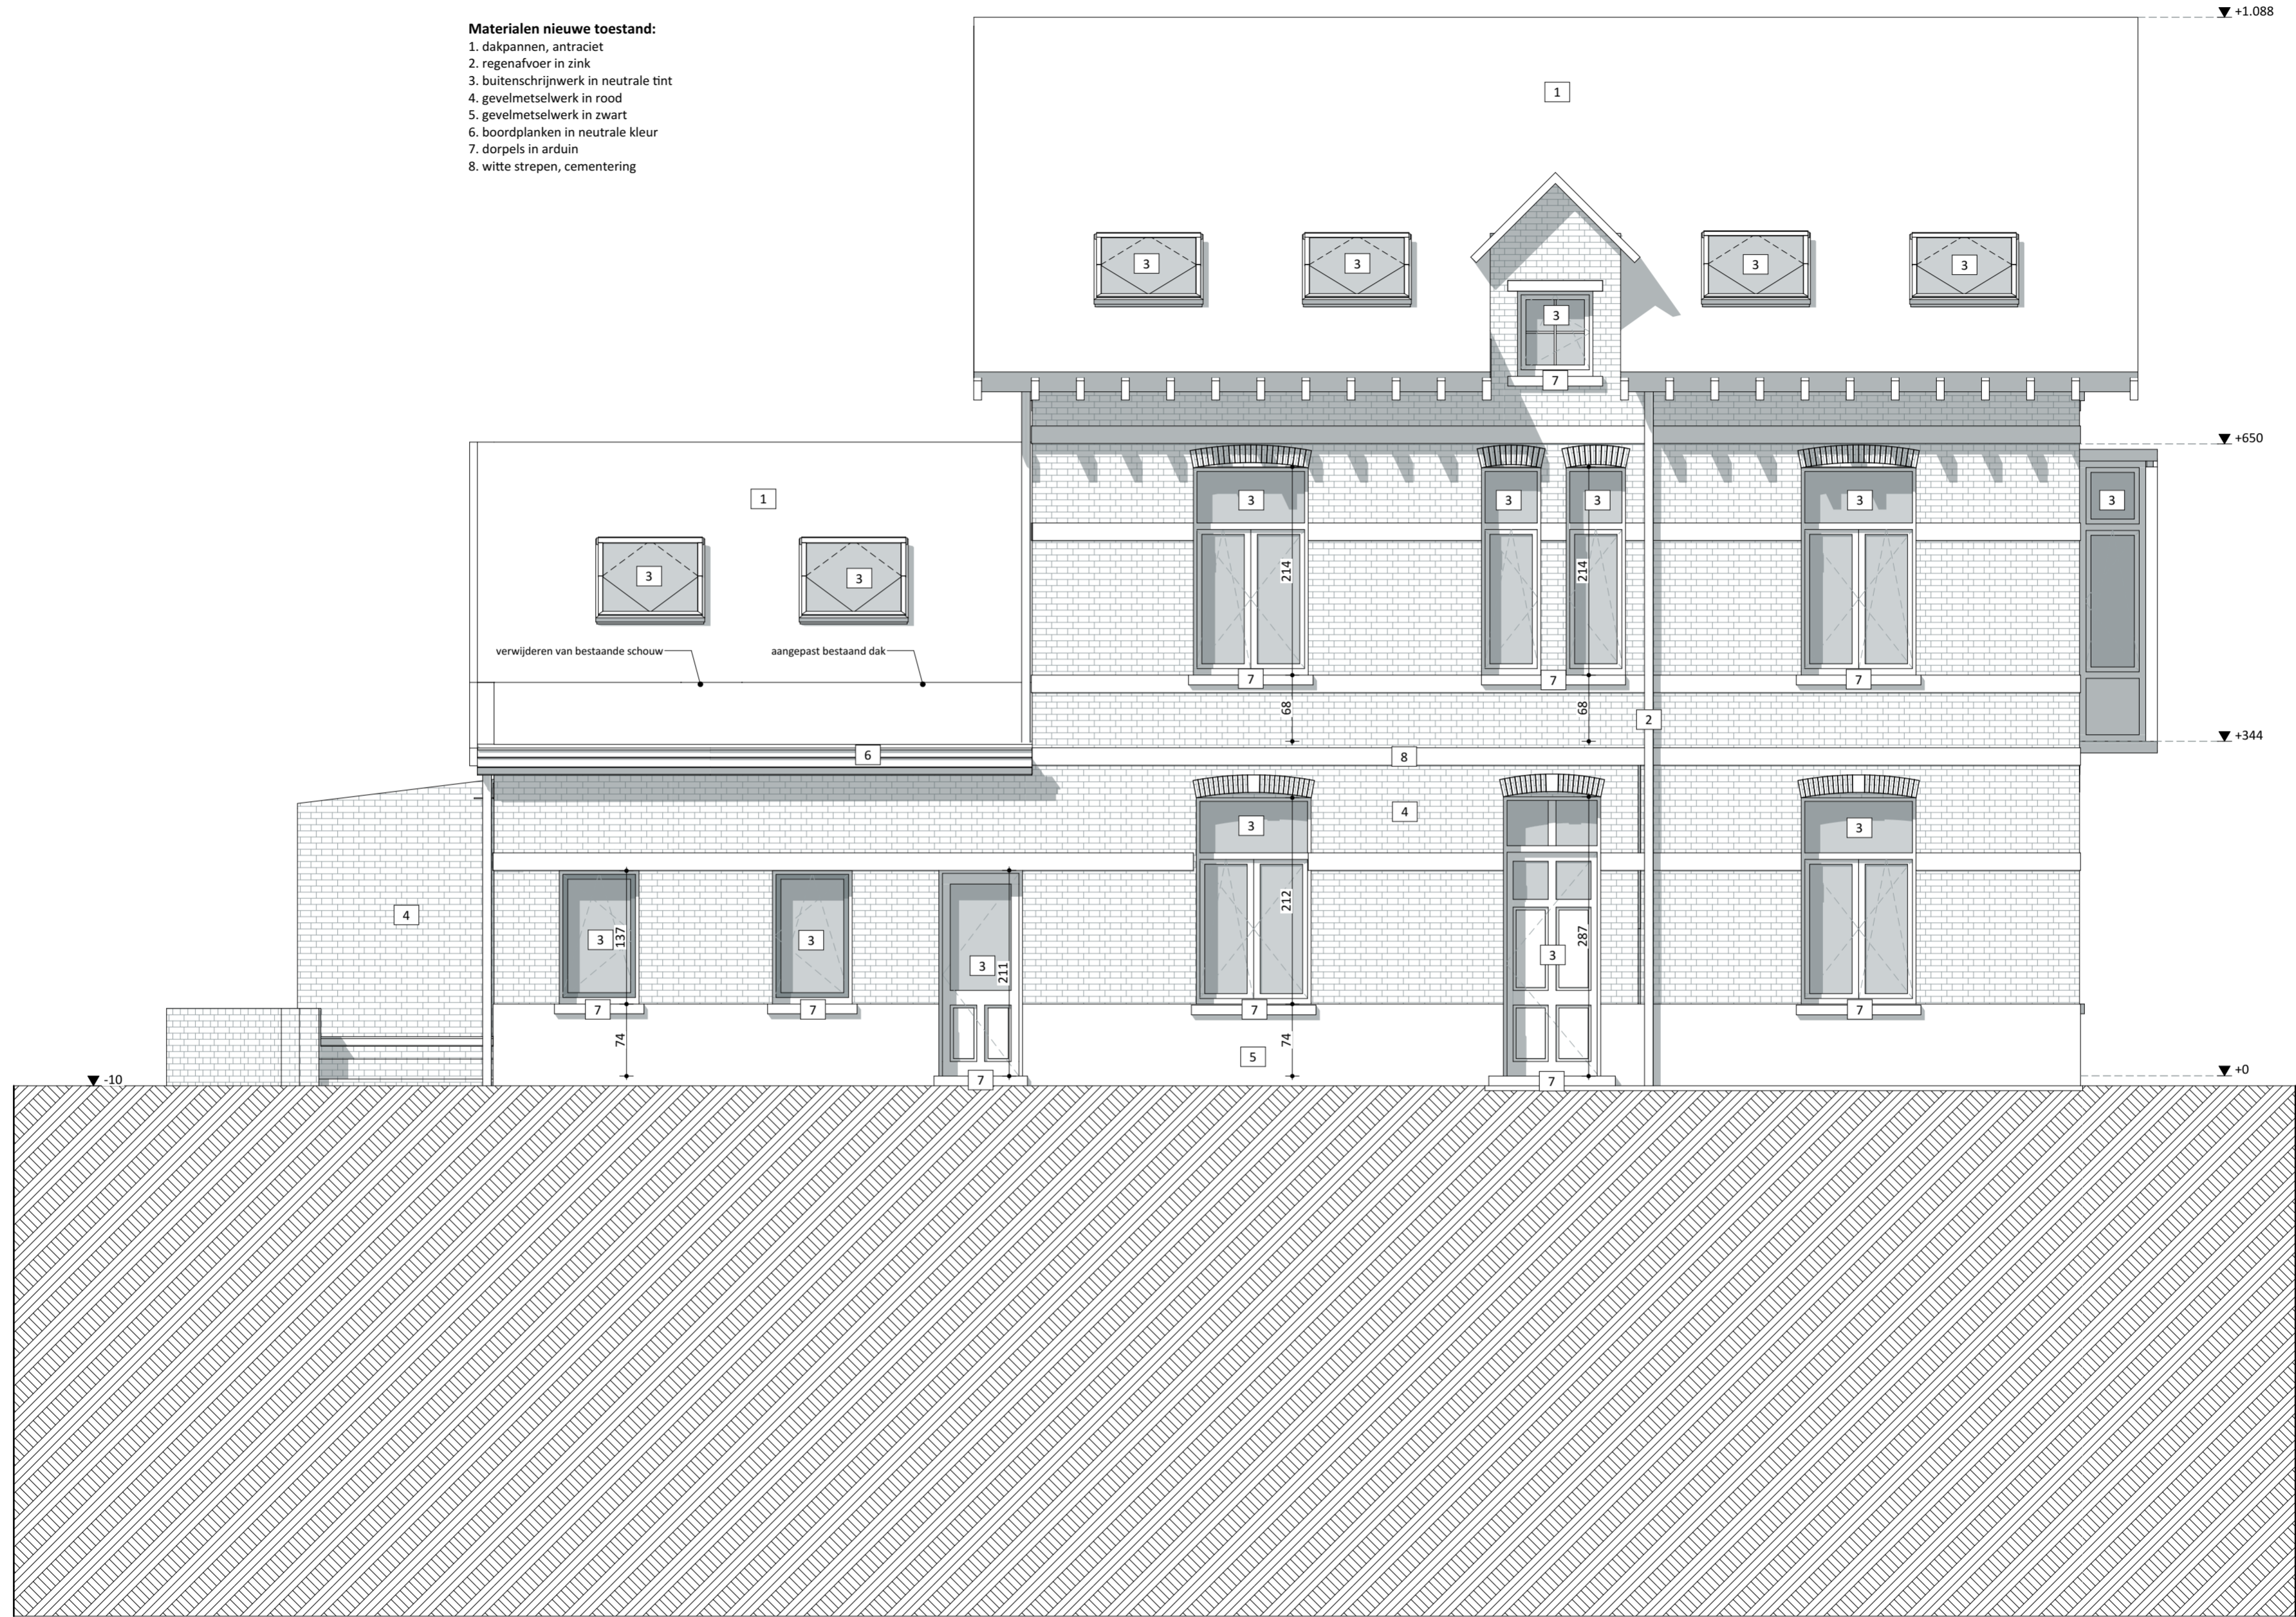 Materialen nieuwe toestand:
1. dakpannen, antraciet
2. regenafvoer in zink
3. buitenschrijnwerk in neutrale tint
4. gevelmetselwerk in rood
5. gevelmetselwerk in zwart
6. boordplanken in neutrale kleur
7. dorpels in arduin
8. witte strepen, cementering
+1.088
1
3 3 3 3
3
7
+650
1
3 3 3 3 3
3 3
214 214
verwijderen van bestaande schouw aangepast bestaand dak
7 7 7
68 68
2
+344
6 8
4
3 3
4
212
3 137 3 3 211 287 3
7 7 7 7
74 74
5
-10 +0
7 7